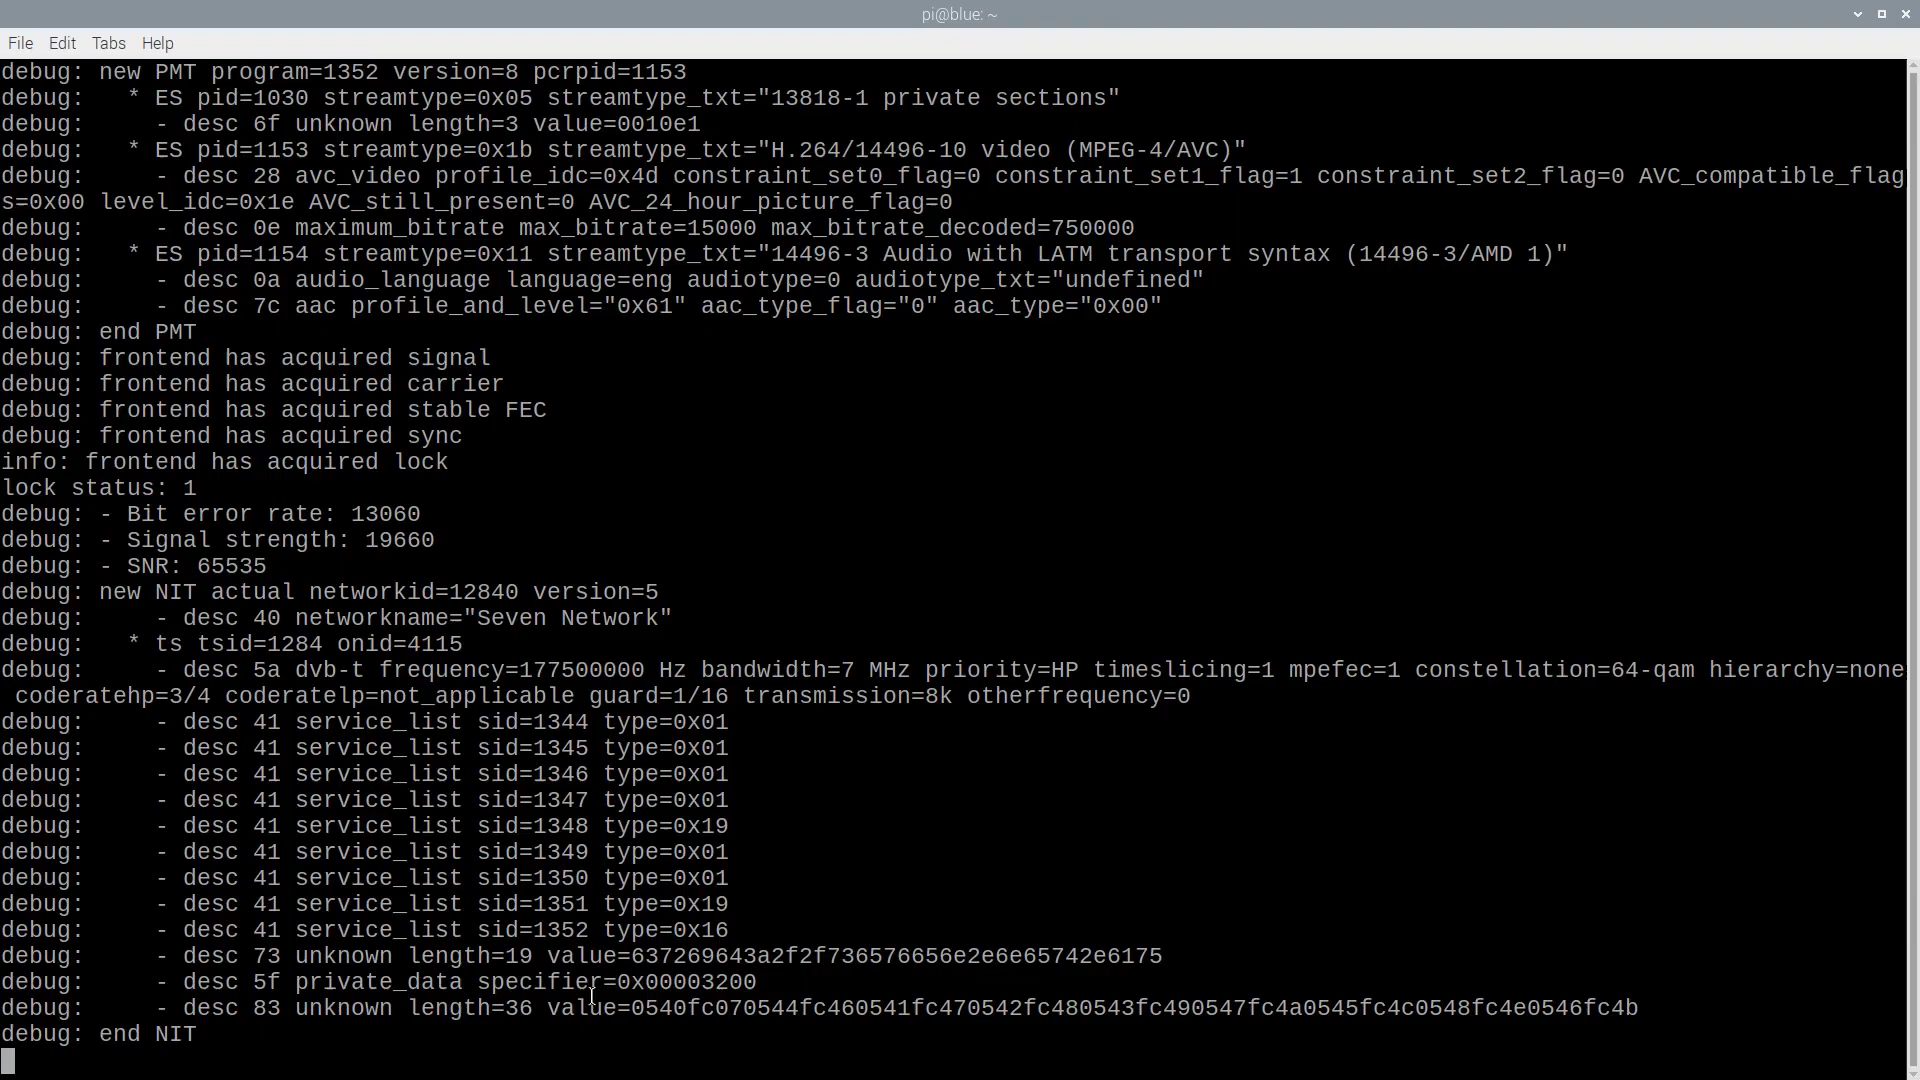 pi@blue: ~
File Edit Tabs Help
debug: new PMT program=1352 version=8 pcrpid=1153
debug:   * ES pid=1030 streamtype=0x05 streamtype_txt="13818-1 private sections"
debug:     - desc 6f unknown length=3 value=0010e1
debug:   * ES pid=1153 streamtype=0x1b streamtype_txt="H.264/14496-10 video (MPEG-4/AVC)"
debug:     - desc 28 avc_video profile_idc=0x4d constraint_set0_flag=0 constraint_set1_flag=1 constraint_set2_flag=0 AVC_compatible_flag
s=0x00 level_idc=0x1e AVC_still_present=0 AVC_24_hour_picture_flag=0
debug:     - desc 0e maximum_bitrate max_bitrate=15000 max_bitrate_decoded=750000
debug:   * ES pid=1154 streamtype=0x11 streamtype_txt="14496-3 Audio with LATM transport syntax (14496-3/AMD 1)"
debug:     - desc 0a audio_language language=eng audiotype=0 audiotype_txt="undefined"
debug:     - desc 7c aac profile_and_level="0x61" aac_type_flag="0" aac_type="0x00"
debug: end PMT
debug: frontend has acquired signal
debug: frontend has acquired carrier
debug: frontend has acquired stable FEC
debug: frontend has acquired sync
info: frontend has acquired lock
lock status: 1
debug: - Bit error rate: 13060
debug: - Signal strength: 19660
debug: - SNR: 65535
debug: new NIT actual networkid=12840 version=5
debug:     - desc 40 networkname="Seven Network"
debug:   * ts tsid=1284 onid=4115
debug:     - desc 5a dvb-t frequency=177500000 Hz bandwidth=7 MHz priority=HP timeslicing=1 mpefec=1 constellation=64-qam hierarchy=none
 coderatehp=3/4 coderatelp=not_applicable guard=1/16 transmission=8k otherfrequency=0
debug:     - desc 41 service_list sid=1344 type=0x01
debug:     - desc 41 service_list sid=1345 type=0x01
debug:     - desc 41 service_list sid=1346 type=0x01
debug:     - desc 41 service_list sid=1347 type=0x01
debug:     - desc 41 service_list sid=1348 type=0x19
debug:     - desc 41 service_list sid=1349 type=0x01
debug:     - desc 41 service_list sid=1350 type=0x01
debug:     - desc 41 service_list sid=1351 type=0x19
debug:     - desc 41 service_list sid=1352 type=0x16
debug:     - desc 73 unknown length=19 value=637269643a2f2f736576656e2e6e65742e6175
debug:     - desc 5f private_data specifier=0x00003200
debug:     - desc 83 unknown length=36 value=0540fc070544fc460541fc470542fc480543fc490547fc4a0545fc4c0548fc4e0546fc4b
debug: end NIT